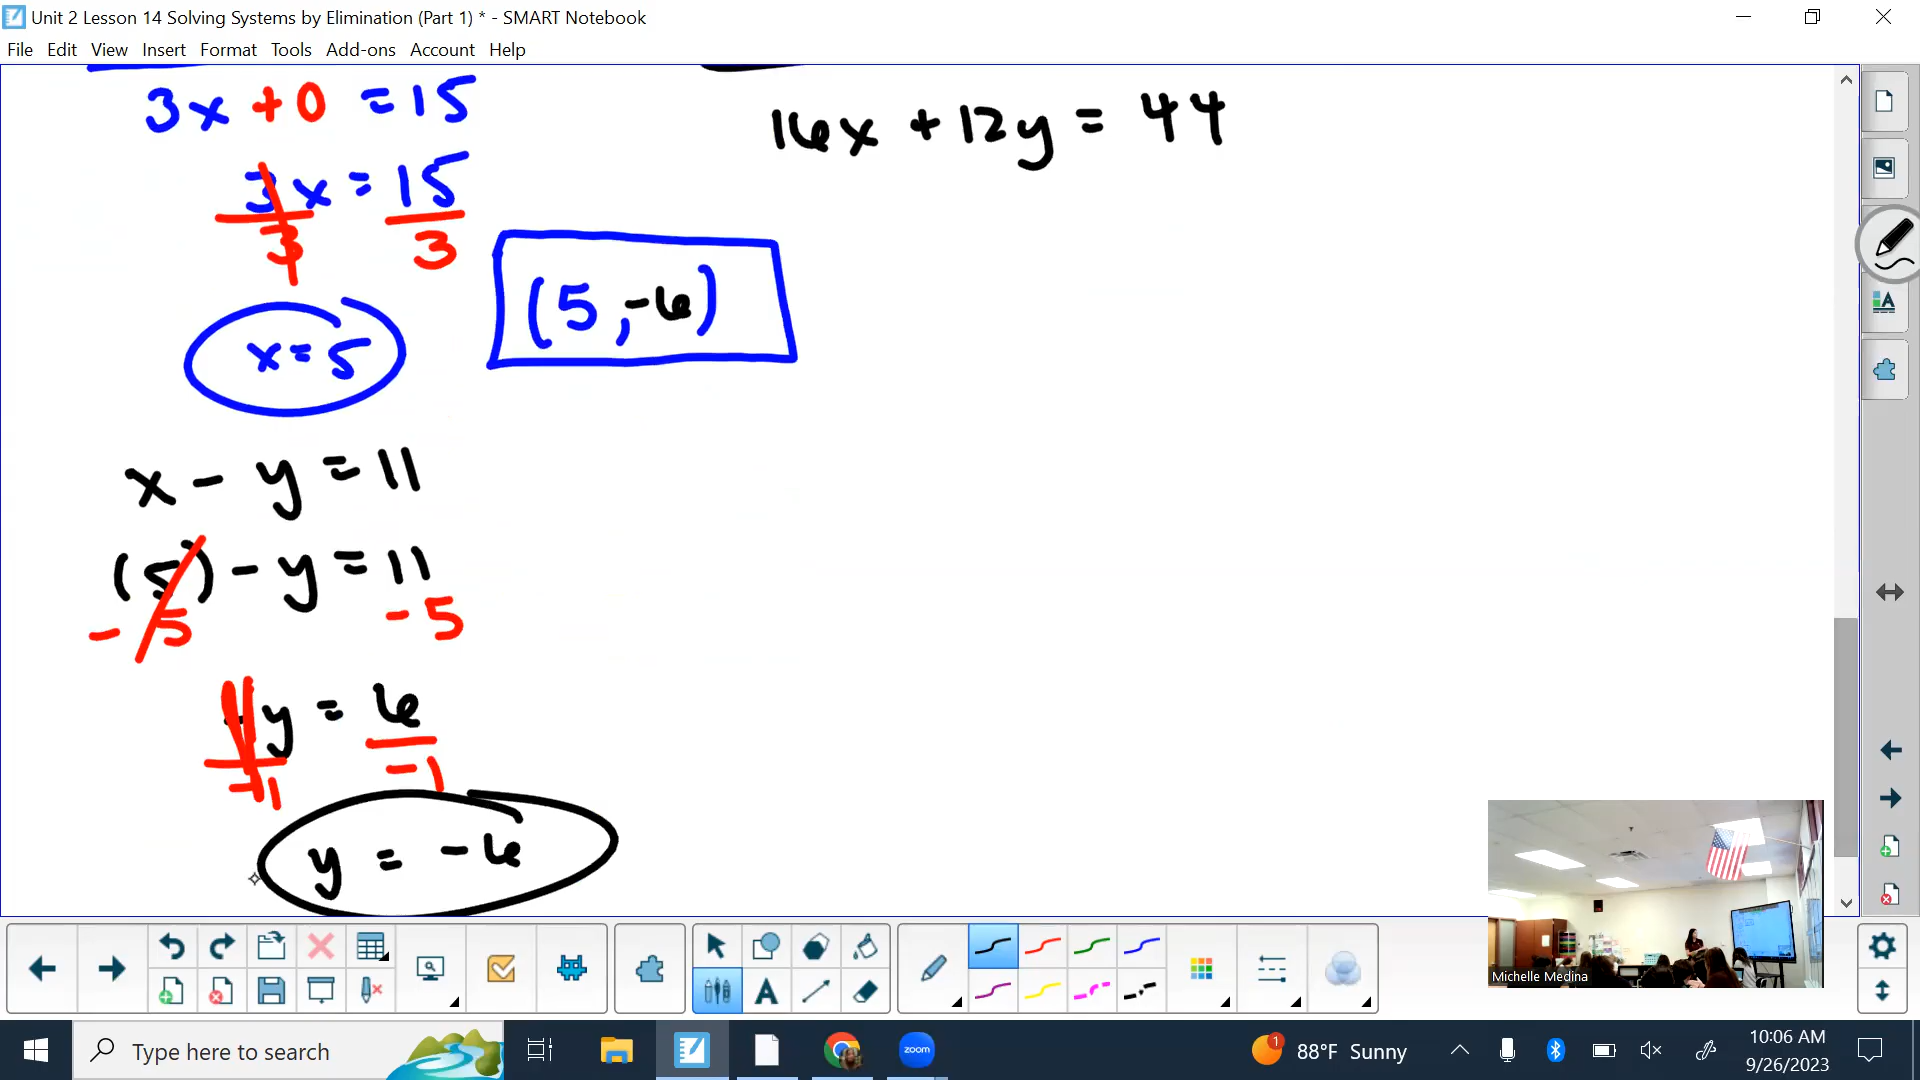 Unit 2 Lesson 14 Solving Systems by Elimination (Part 1) * - SMART Notebook
File Edit View Insert Format Tools Add-ons Account Help
3x +0 = 15
3x = 15
3 3
x = 5
(5, -6)
x - y = 11
(5) - y = 11
- 5 - 5
-y = 6
-1 -1
y = -6
16x + 12y = 44
Michelle Medina
Type here to search
zoom
1
88°F Sunny
10:06 AM
9/26/2023